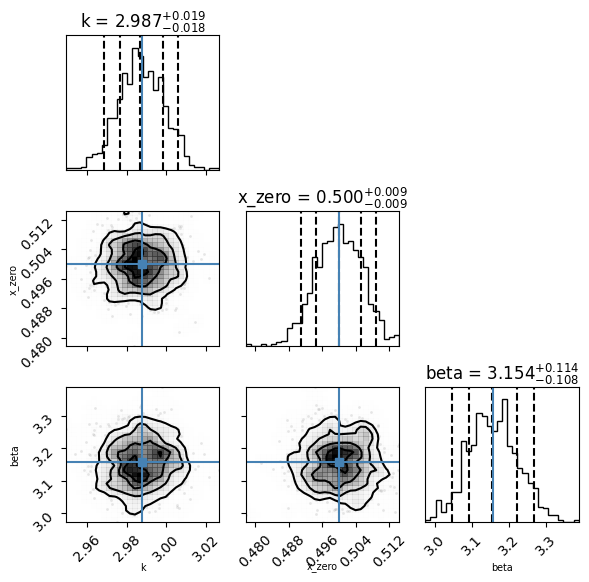 k = 2.987+0.019 −0.018
x_zero = 0.500+0.009 −0.009
0.512
0.504
0.496
0.488
0.480
x_zero
beta = 3.154+0.114 −0.108
3.3
3.2
3.1
3.0
beta
2.96 2.98 3.00 3.02
k
0.480 0.488 0.496 0.504 0.512
x_zero
3.0 3.1 3.2 3.3
beta